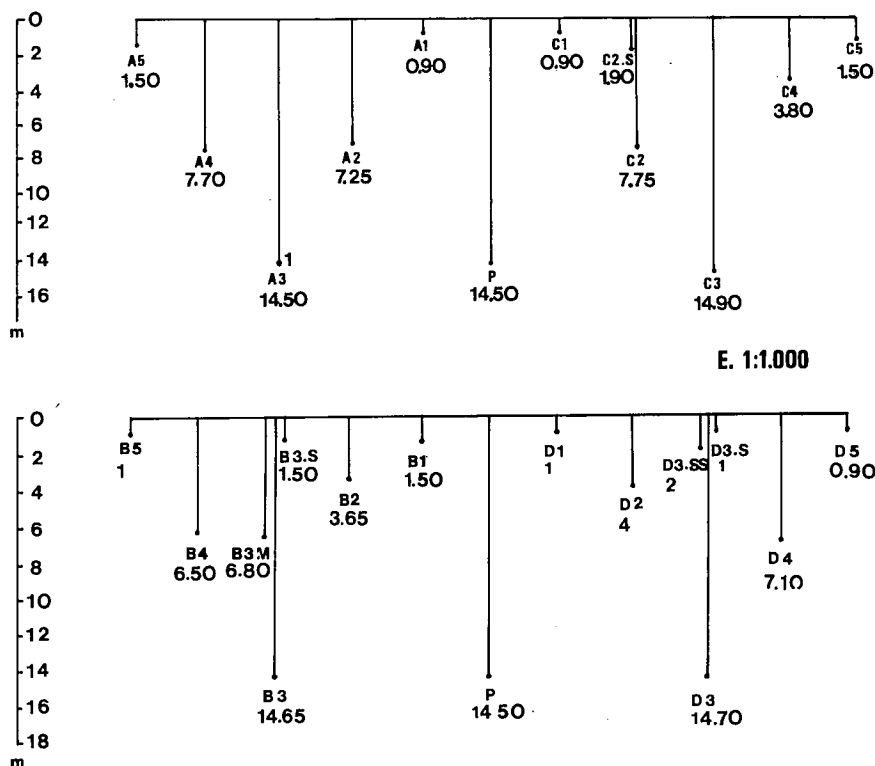 0
2
4
6
8
10
12
14
16
m
A5
1.50
A4
7.70
1
A3
14.50
A2
7.25
A1
0.90
P
14.50
C1
0.90
C2.S
1.90
C2
7.75
C3
14.90
C4
3.80
C5
1.50
E. 1:1.000
0
2
4
6
8
10
12
14
16
18
m
B5
1
B4
6.50
B3.M
6.80
B3
14.65
B3.S
1.50
B2
3.65
B1
1.50
P
14 50
D1
1
D2
4
D3.SS
2
D3
14.70
D3.S
1
D4
7.10
D5
0.90